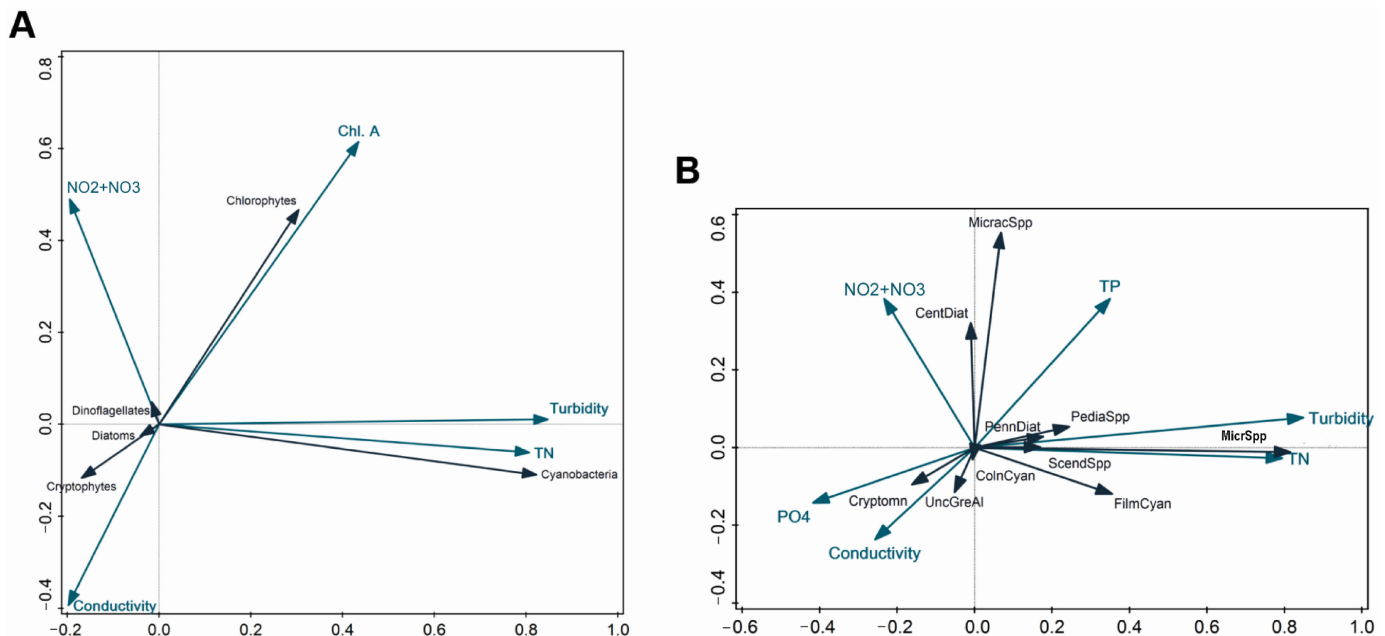 A
0.8
0.6
0.4
0.2
0.0
−0.2
−0.4
Chl. A
NO2+NO3
Chlorophytes
Dinoflagellates
Diatoms
Cryptophytes
Turbidity
TN
Cyanobacteria
Conductivity
−0.2 0.0 0.2 0.4 0.6 0.8 1.0
B
0.6
0.4
0.2
0.0
−0.2
−0.4
MicracSpp
NO2+NO3
TP
CentDiat
PennDiat
PediaSpp
Turbidity
MicrSpp
TN
ScendSpp
ColnCyan
Cryptomn
UncGreAl
FilmCyan
PO4
Conductivity
−0.6 −0.4 −0.2 0.0 0.2 0.4 0.6 0.8 1.0